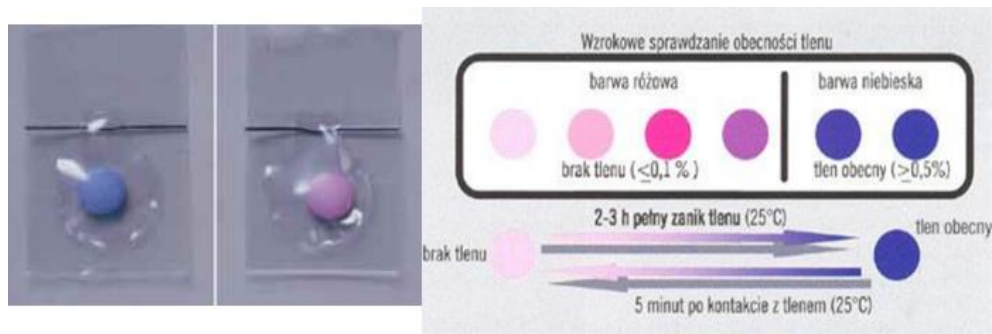 Wzrokowe sprawdzanie obecności tlenu
barwa różowa
barwa niebieska
brak tlenu (<0,1 %)
tlen obecny (>0,5%)
2-3 h pełny zanik tlenu (25°C)
brak tlenu
tlen obecny
5 minut po kontakcie z tlenem (25°C)